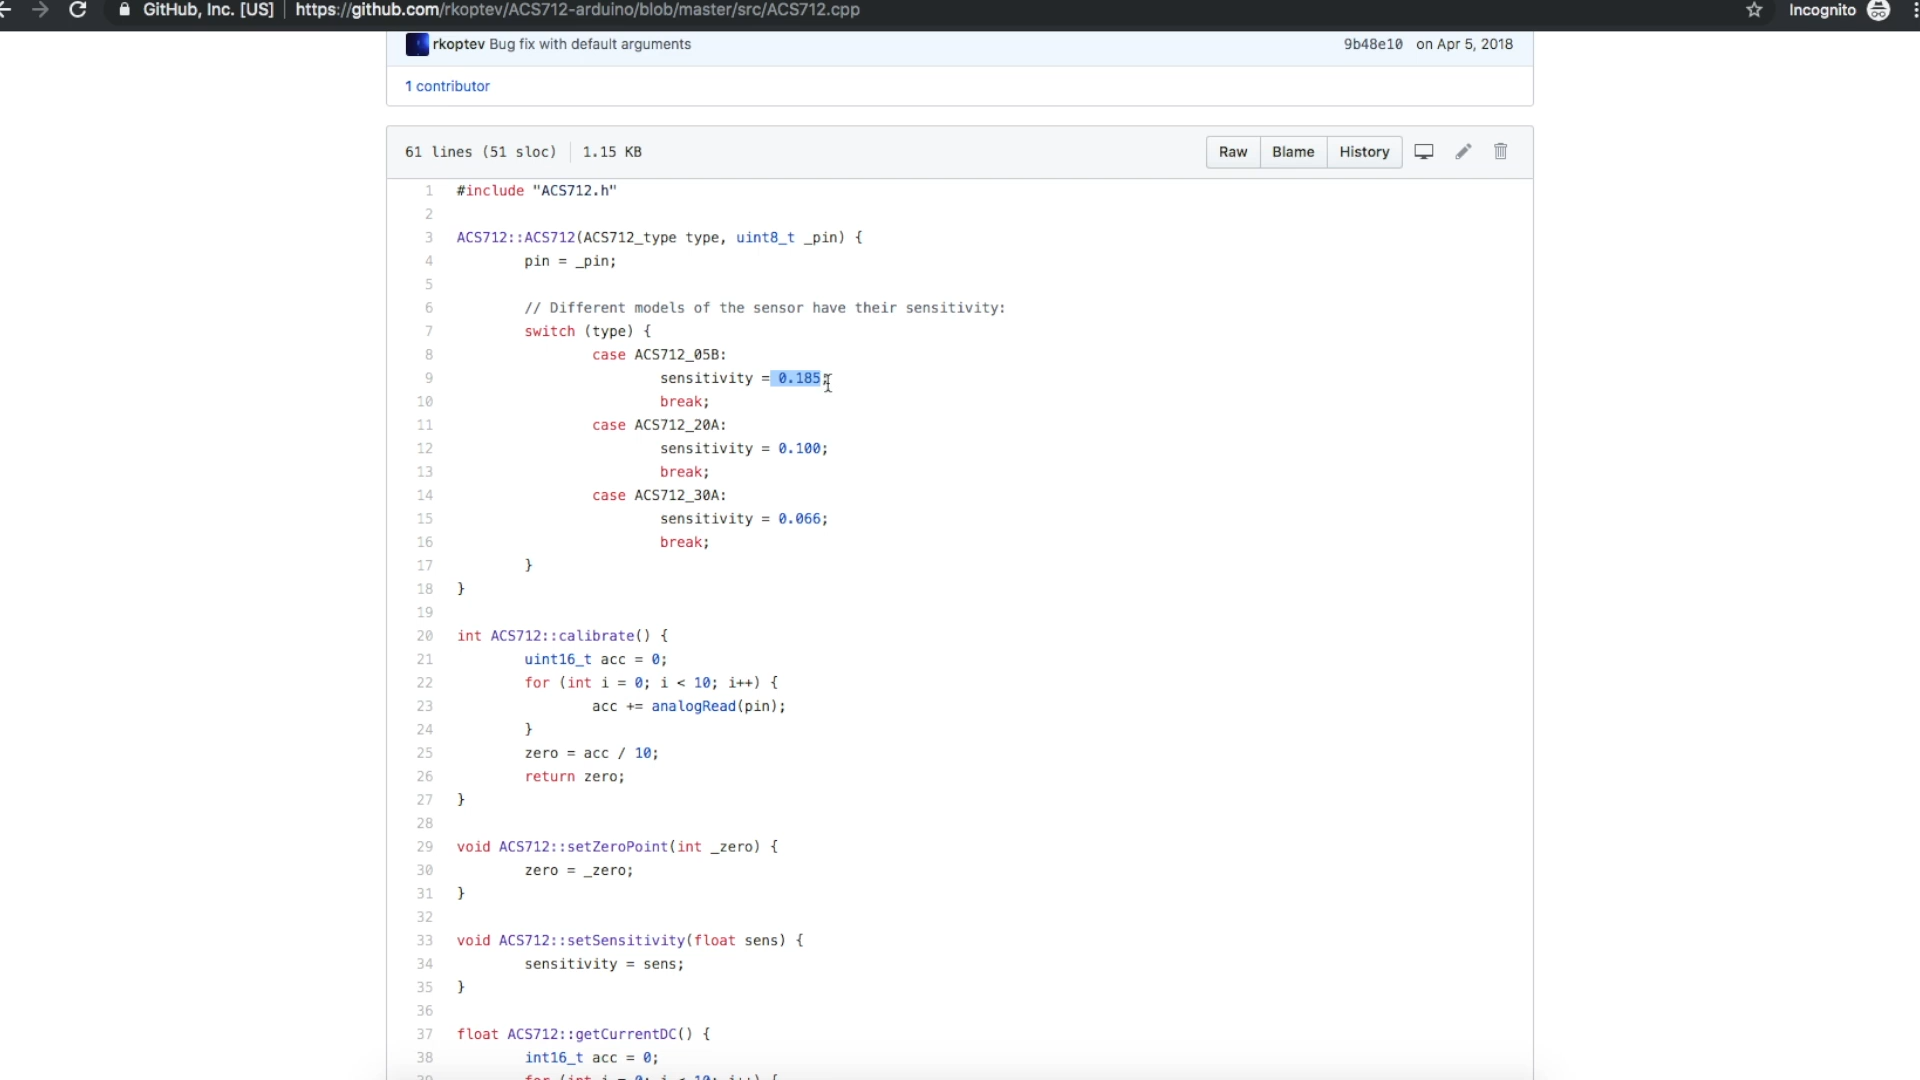 GitHub, Inc. [US] https://github.com/rkoptev/ACS712-arduino/blob/master/src/ACS712.cpp Incognito
rkoptev Bug fix with default arguments 9b48e10 on Apr 5, 2018
1 contributor
61 lines (51 sloc) 1.15 KB Raw Blame History
1 #include "ACS712.h"
2
3 ACS712::ACS712(ACS712_type type, uint8_t _pin) {
4 pin = _pin;
5
6 // Different models of the sensor have their sensitivity:
7 switch (type) {
8 case ACS712_05B:
9 sensitivity = 0.185;
10 break;
11 case ACS712_20A:
12 sensitivity = 0.100;
13 break;
14 case ACS712_30A:
15 sensitivity = 0.066;
16 break;
17 }
18 }
19
20 int ACS712::calibrate() {
21 uint16_t acc = 0;
22 for (int i = 0; i < 10; i++) {
23 acc += analogRead(pin);
24 }
25 zero = acc / 10;
26 return zero;
27 }
28
29 void ACS712::setZeroPoint(int _zero) {
30 zero = _zero;
31 }
32
33 void ACS712::setSensitivity(float sens) {
34 sensitivity = sens;
35 }
36
37 float ACS712::getCurrentDC() {
38 int16_t acc = 0;
39 for (int i = 0; i < 10; i++) {